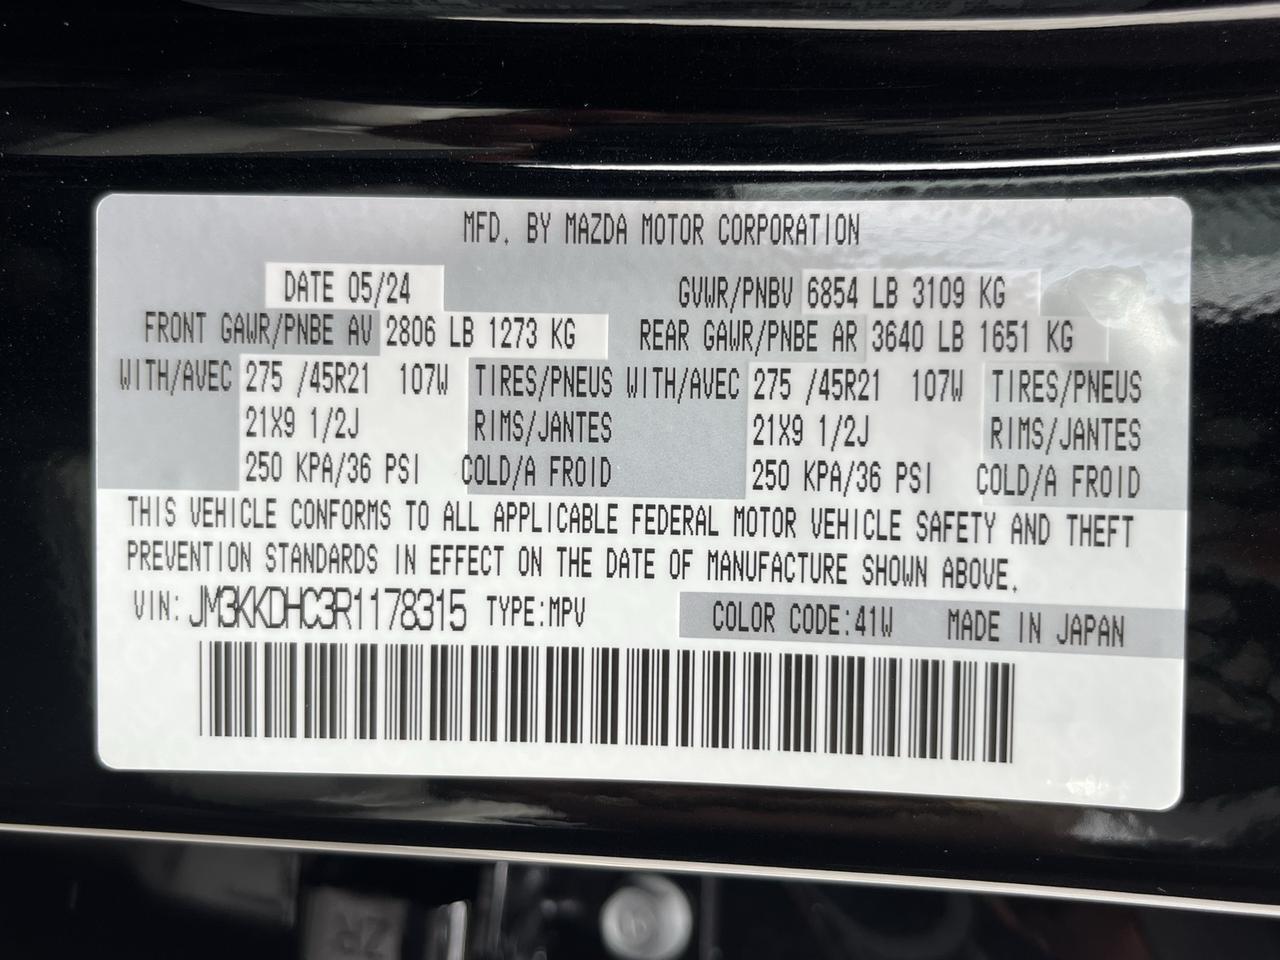 MFD. BY MAZDA MOTOR CORPORATION
DATE 05/24 GVWR/PNBV 6854 LB 3109 KG
FRONT GAWR/PNBE AV 2806 LB 1273 KG REAR GAWR/PNBE AR 3640 LB 1651 KG
WITH/AVEC 275 /45R21 107W TIRES/PNEUS WITH/AVEC 275 /45R21 107W TIRES/PNEUS
21X9 1/2J RIMS/JANTES 21X9 1/2J RIMS/JANTES
250 KPA/36 PSI COLD/A FROID 250 KPA/36 PSI COLD/A FROID
THIS VEHICLE CONFORMS TO ALL APPLICABLE FEDERAL MOTOR VEHICLE SAFETY AND THEFT
PREVENTION STANDARDS IN EFFECT ON THE DATE OF MANUFACTURE SHOWN ABOVE.
VIN: JM3KKDHC3R1178315 TYPE:MPV COLOR CODE:41W MADE IN JAPAN